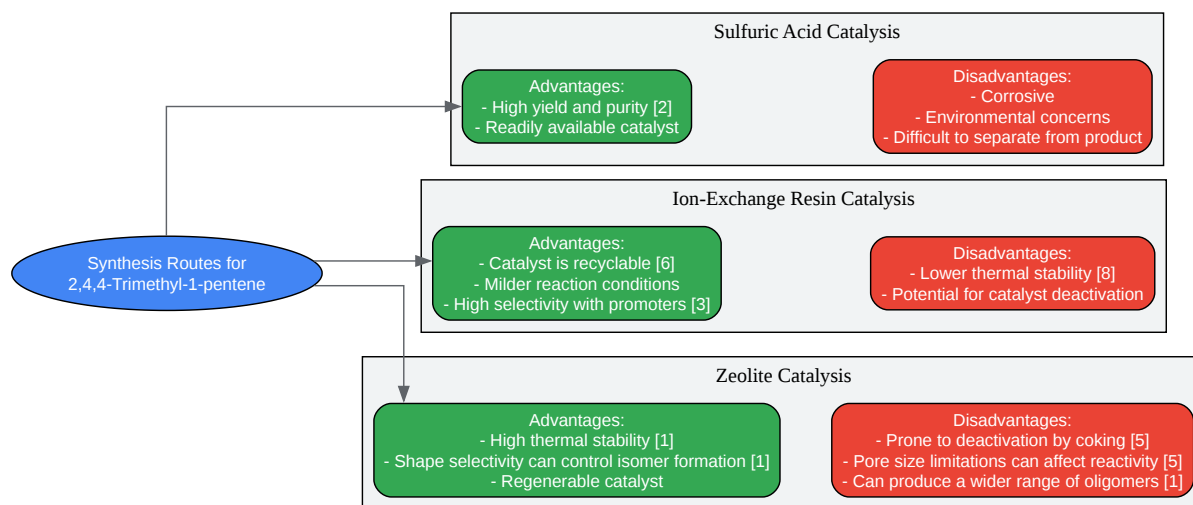 Sulfuric Acid Catalysis
Advantages:
- High yield and purity [2]
- Readily available catalyst
Disadvantages:
- Corrosive
- Environmental concerns
- Difficult to separate from product
Synthesis Routes for
2,4,4-Trimethyl-1-pentene
Ion-Exchange Resin Catalysis
Advantages:
- Catalyst is recyclable [6]
- Milder reaction conditions
- High selectivity with promoters [3]
Disadvantages:
- Lower thermal stability [8]
- Potential for catalyst deactivation
Zeolite Catalysis
Advantages:
- High thermal stability [1]
- Shape selectivity can control isomer formation [1]
- Regenerable catalyst
Disadvantages:
- Prone to deactivation by coking [5]
- Pore size limitations can affect reactivity [5]
- Can produce a wider range of oligomers [1]